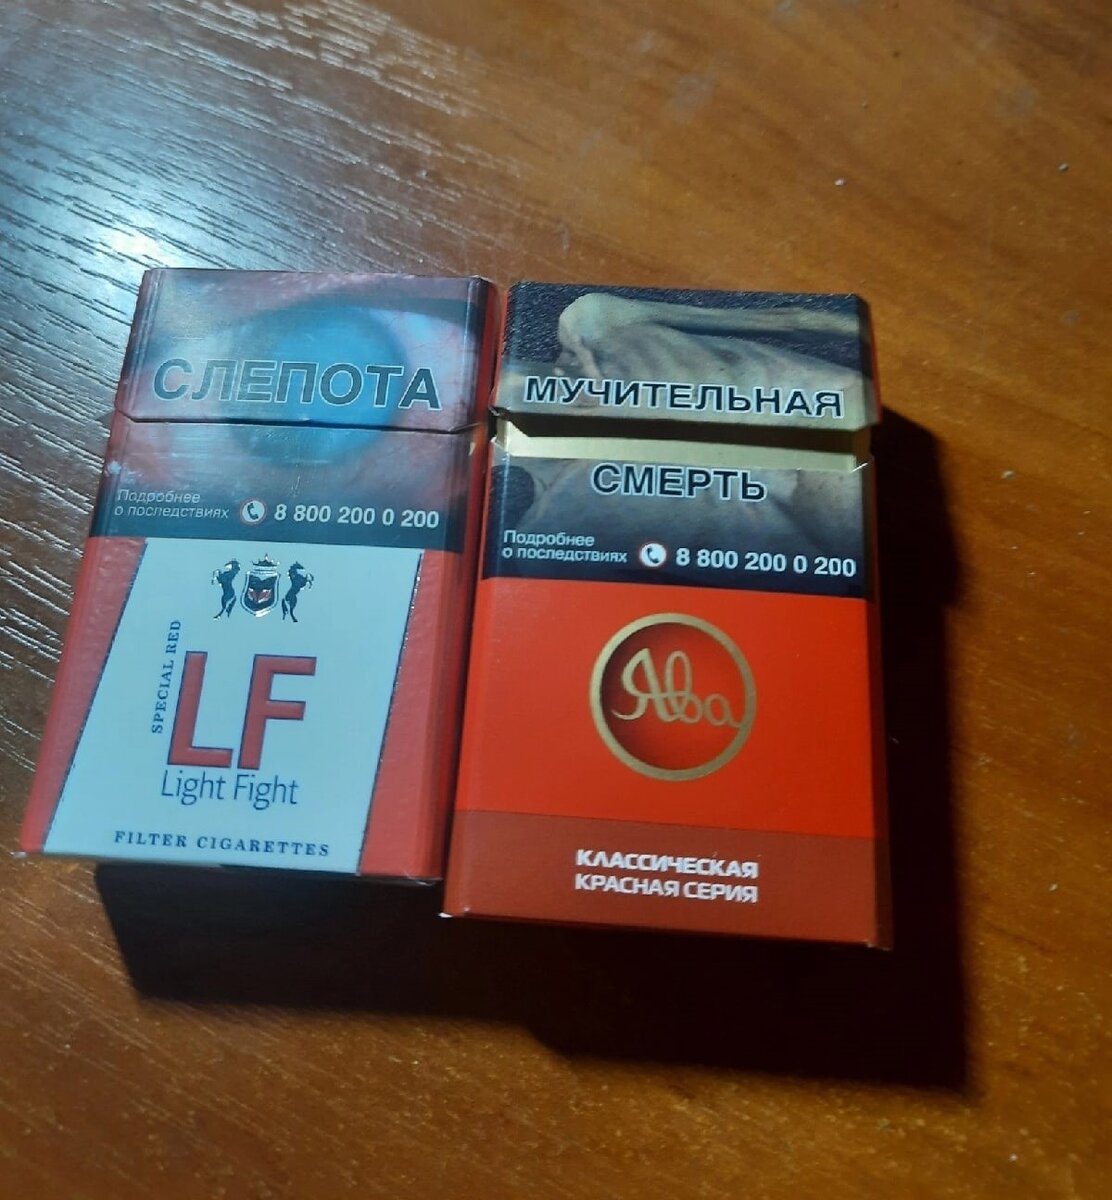 СЛЕПОТА
Подробнее
о последствиях
8 800 200 0 200
SPECIAL RED
LF
Light Fight
FILTER CIGARETTES
МУЧИТЕЛЬНАЯ
СМЕРТЬ
Подробнее
о последствиях
8 800 200 0 200
Ява
КЛАССИЧЕСКАЯ
КРАСНАЯ СЕРИЯ